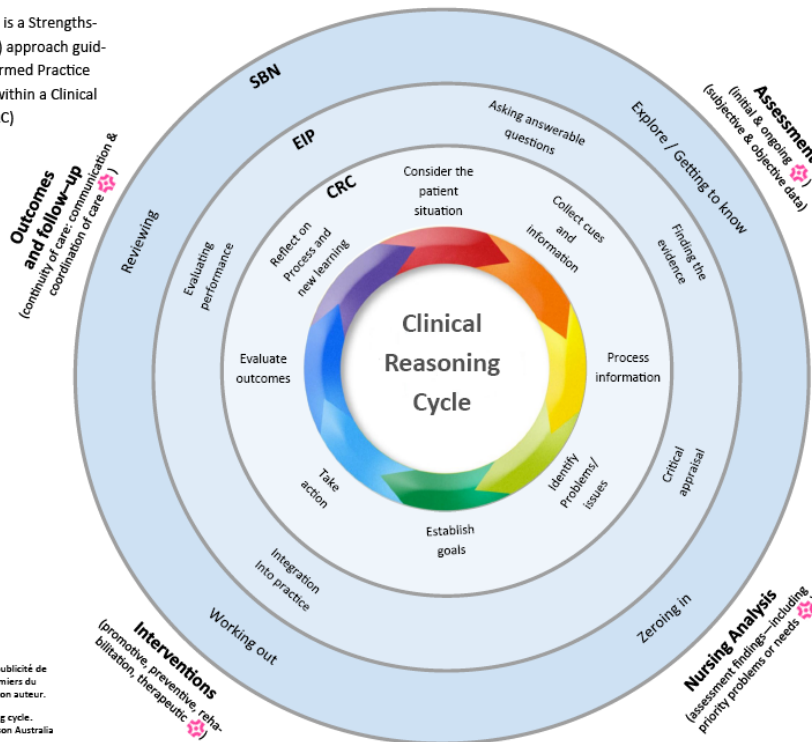 is a Strengths-
) approach guid-
rmed Practice
within a Clinical
C)
SBN
EIP
CRC
Explore / Getting to know
Assessmen
(initial & ongoing )
(subjective & objective data)
Asking answerable
questions
Finding the
evidence
Critical
appraisal
Zeroing in
Nursing Analysis
(assessment findings—including
priority problems or needs
Integration
Into practice
Working out
Interventions
(promotive, preventive, reha-
bilitation, therapeutic )
Evaluating
performance
Reviewing
Outcomes
and follow–up
(continuity of care: communication &
coordination of care )
Consider the
patient
situation
Collect cues
and
Information
Process
information
Identify
Problems/
issues
Establish
goals
Take
action
Evaluate
outcomes
Reflect on
Process and
new learning
Clinical
Reasoning
Cycle
ublicité de
miers du
on auteur.
g cycle.
son Australia